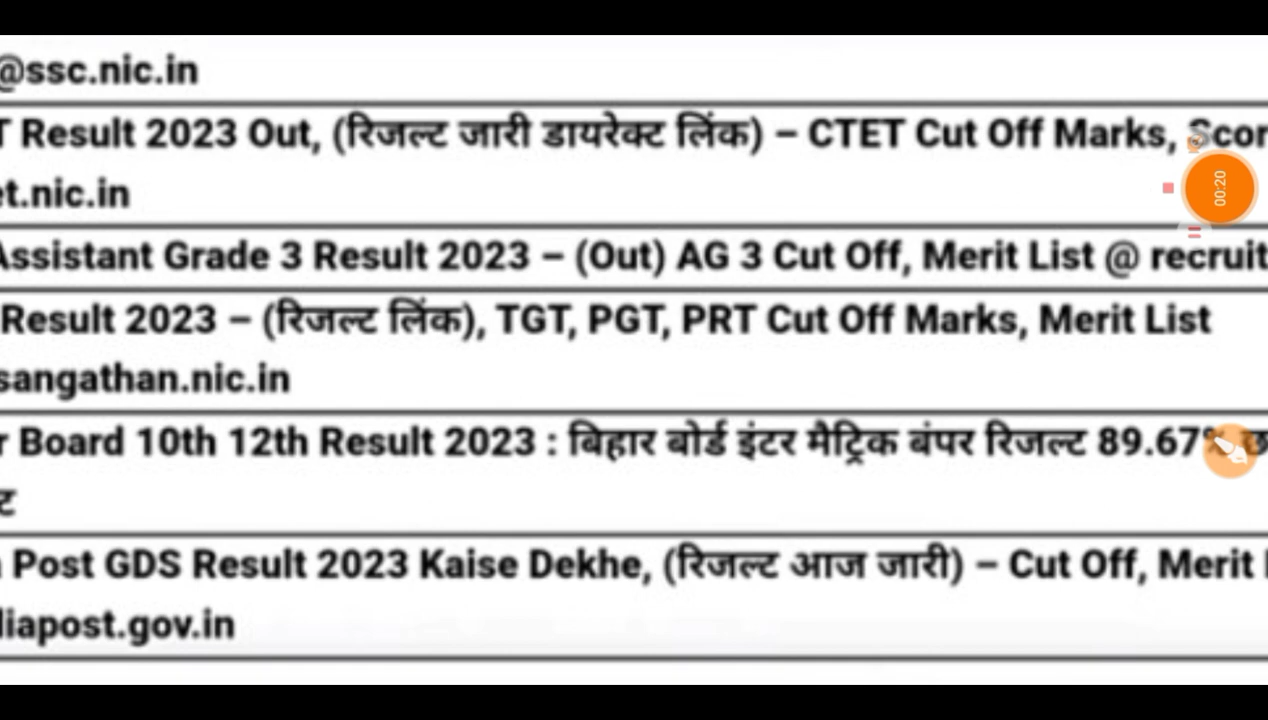 @ssc.nic.in
T Result 2023 Out, (रिजल्ट जारी डायरेक्ट लिंक) – CTET Cut Off Marks, Scor
et.nic.in
Assistant Grade 3 Result 2023 – (Out) AG 3 Cut Off, Merit List @ recruit
Result 2023 – (रिजल्ट लिंक), TGT, PGT, PRT Cut Off Marks, Merit List
sangathan.nic.in
r Board 10th 12th Result 2023 : बिहार बोर्ड इंटर मैट्रिक बंपर रिजल्ट 89.67%
ट
Post GDS Result 2023 Kaise Dekhe, (रिजल्ट आज जारी) – Cut Off, Merit
diapost.gov.in
00:20